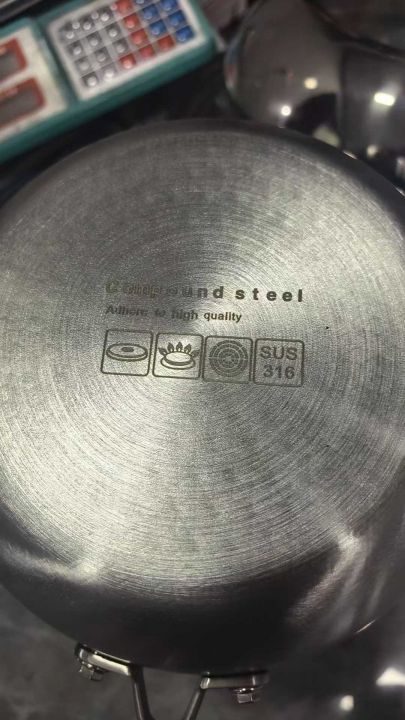 Compound steel
Adhere to high quality
SUS
316